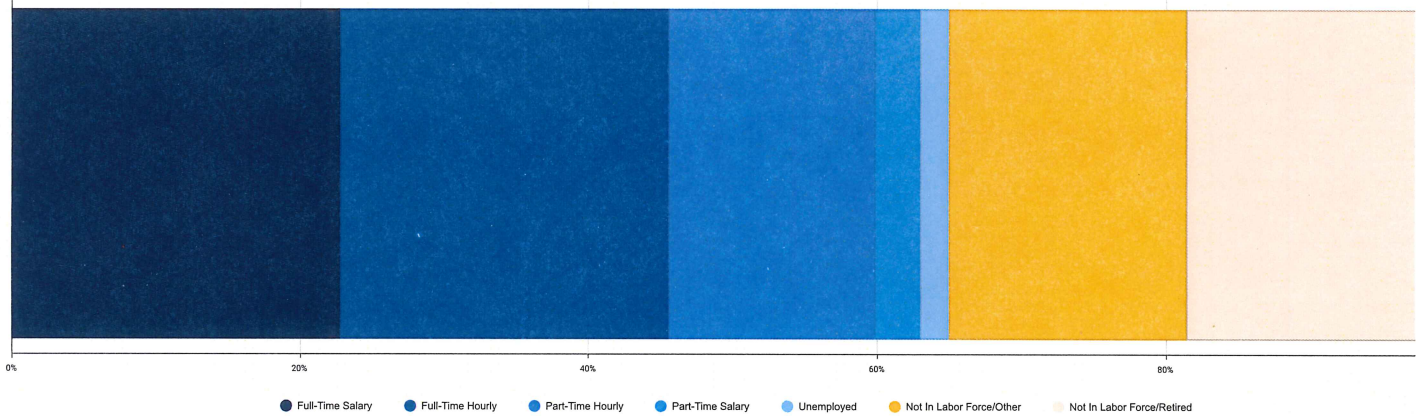 0% 20% 40% 60% 80%
Full-Time Salary Full-Time Hourly Part-Time Hourly Part-Time Salary Unemployed Not In Labor Force/Other Not In Labor Force/Retired